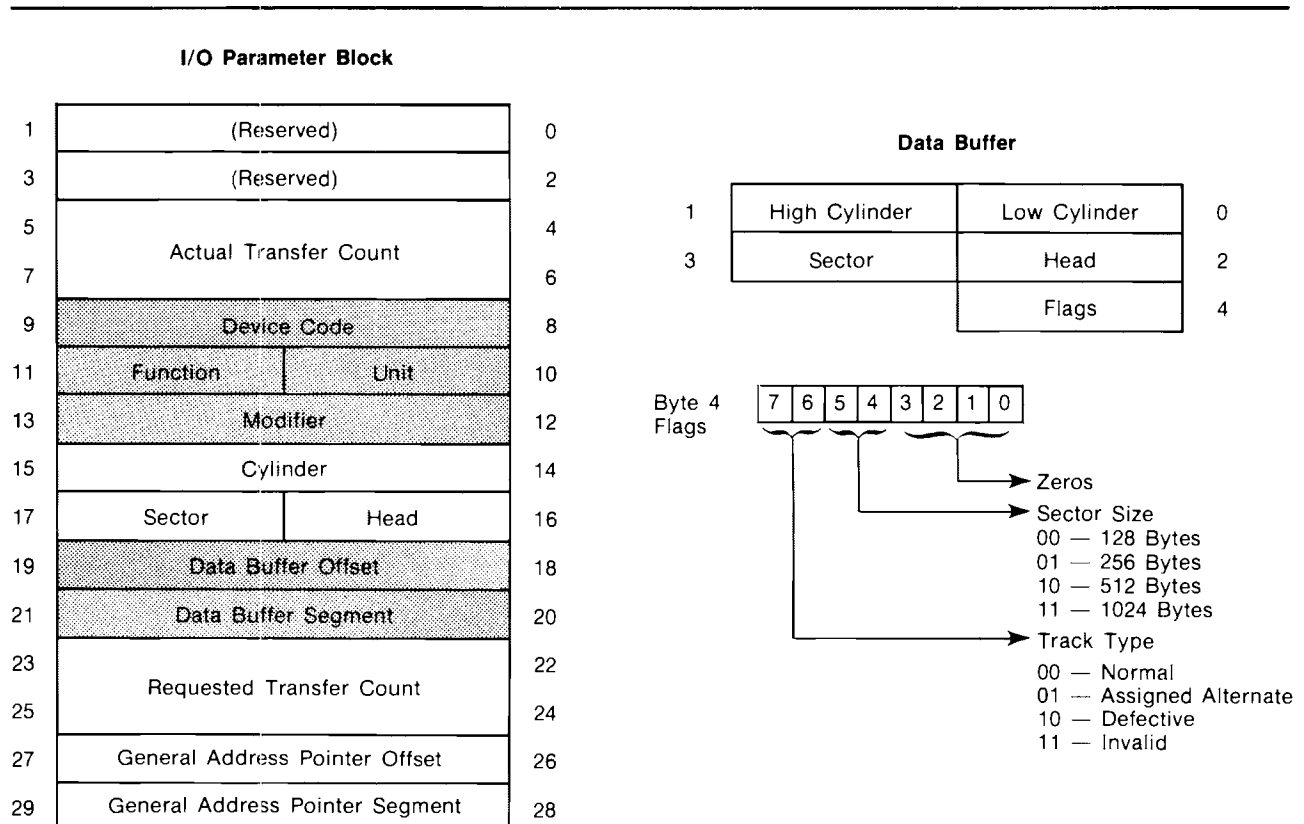 I/O Parameter Block
1 (Reserved) 0
3 (Reserved) 2
5 4
Actual Transfer Count
7 6
9 Device Code 8
11 Function Unit 10
13 Modifier 12
15 Cylinder 14
17 Sector Head 16
19 Data Buffer Offset 18
21 Data Buffer Segment 20
23 22
Requested Transfer Count
25 24
27 General Address Pointer Offset 26
29 General Address Pointer Segment 28
Data Buffer
1 High Cylinder Low Cylinder 0
3 Sector Head 2
Flags 4
Byte 4 7 6 5 4 3 2 1 0
Flags
Zeros
Sector Size
00 — 128 Bytes
01 — 256 Bytes
10 — 512 Bytes
11 — 1024 Bytes
Track Type
00 — Normal
01 — Assigned Alternate
10 — Defective
11 — Invalid